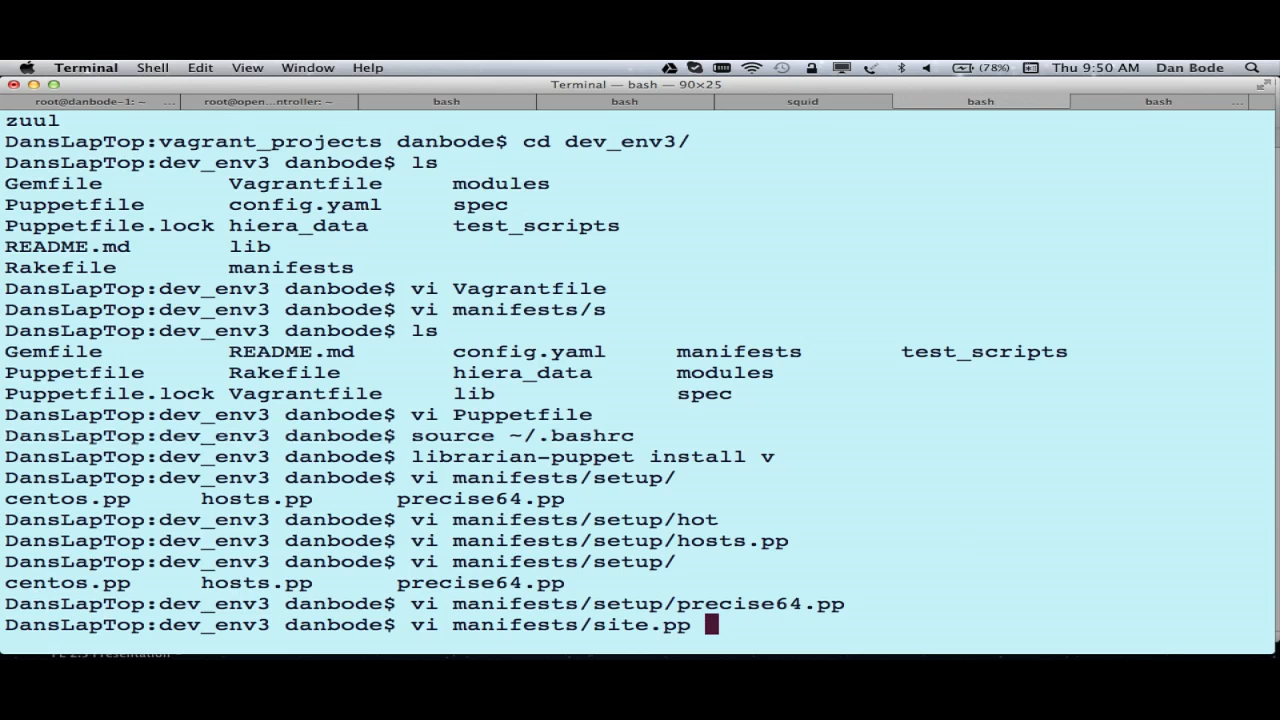 Terminal Shell Edit View Window Help (78%) Thu 9:50 AM Dan Bode
Terminal — bash — 90×25
root@danbode-1: ~ ... root@open...ntroller: ~ bash bash squid bash bash ...
zuul
DansLapTop:vagrant_projects danbode$ cd dev_env3/
DansLapTop:dev_env3 danbode$ ls
Gemfile Vagrantfile modules
Puppetfile config.yaml spec
Puppetfile.lock hiera_data test_scripts
README.md lib
Rakefile manifests
DansLapTop:dev_env3 danbode$ vi Vagrantfile
DansLapTop:dev_env3 danbode$ vi manifests/s
DansLapTop:dev_env3 danbode$ ls
Gemfile README.md config.yaml manifests test_scripts
Puppetfile Rakefile hiera_data modules
Puppetfile.lock Vagrantfile lib spec
DansLapTop:dev_env3 danbode$ vi Puppetfile
DansLapTop:dev_env3 danbode$ source ~/.bashrc
DansLapTop:dev_env3 danbode$ librarian-puppet install v
DansLapTop:dev_env3 danbode$ vi manifests/setup/
centos.pp hosts.pp precise64.pp
DansLapTop:dev_env3 danbode$ vi manifests/setup/hot
DansLapTop:dev_env3 danbode$ vi manifests/setup/hosts.pp
DansLapTop:dev_env3 danbode$ vi manifests/setup/
centos.pp hosts.pp precise64.pp
DansLapTop:dev_env3 danbode$ vi manifests/setup/precise64.pp
DansLapTop:dev_env3 danbode$ vi manifests/site.pp